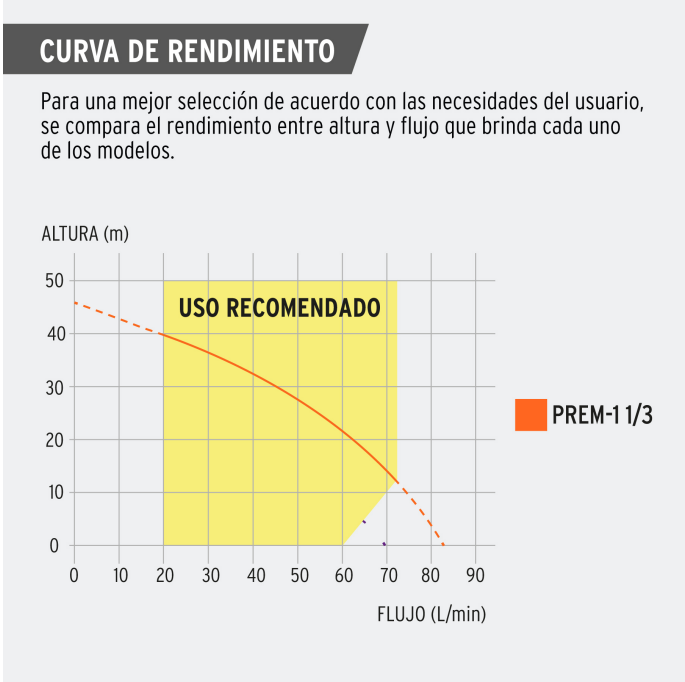 CURVA DE RENDIMIENTO
Para una mejor selección de acuerdo con las necesidades del usuario,
se compara el rendimiento entre altura y flujo que brinda cada uno
de los modelos.
ALTURA (m)
50
USO RECOMENDADO
40
30
PREM-1 1/3
20
10
0
0 10 20 30 40 50 60 70 80 90
FLUJO (L/min)